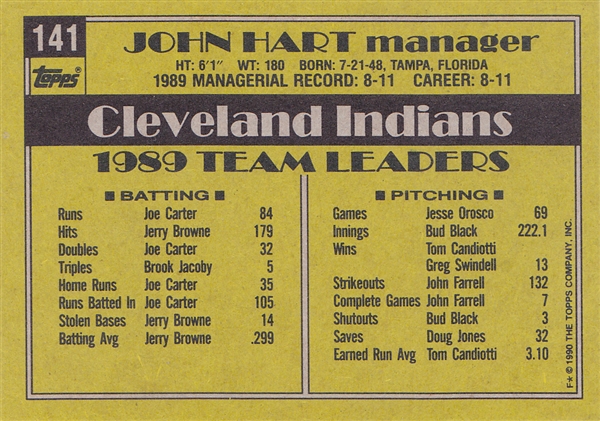 141
Topps®
JOHN HART manager
HT: 6'1" WT: 180 BORN: 7-21-48, TAMPA, FLORIDA
1989 MANAGERIAL RECORD: 8-11 CAREER: 8-11
Cleveland Indians
1989 TEAM LEADERS
■ BATTING ■
Runs Joe Carter 84
Hits Jerry Browne 179
Doubles Joe Carter 32
Triples Brook Jacoby 5
Home Runs Joe Carter 35
Runs Batted In Joe Carter 105
Stolen Bases Jerry Browne 14
Batting Avg Jerry Browne .299
■ PITCHING ■
Games Jesse Orosco 69
Innings Bud Black 222.1
Wins Tom Candiotti
Greg Swindell 13
Strikeouts John Farrell 132
Complete Games John Farrell 7
Shutouts Bud Black 3
Saves Doug Jones 32
Earned Run Avg Tom Candiotti 3.10
F★ © 1990 THE TOPPS COMPANY, INC.